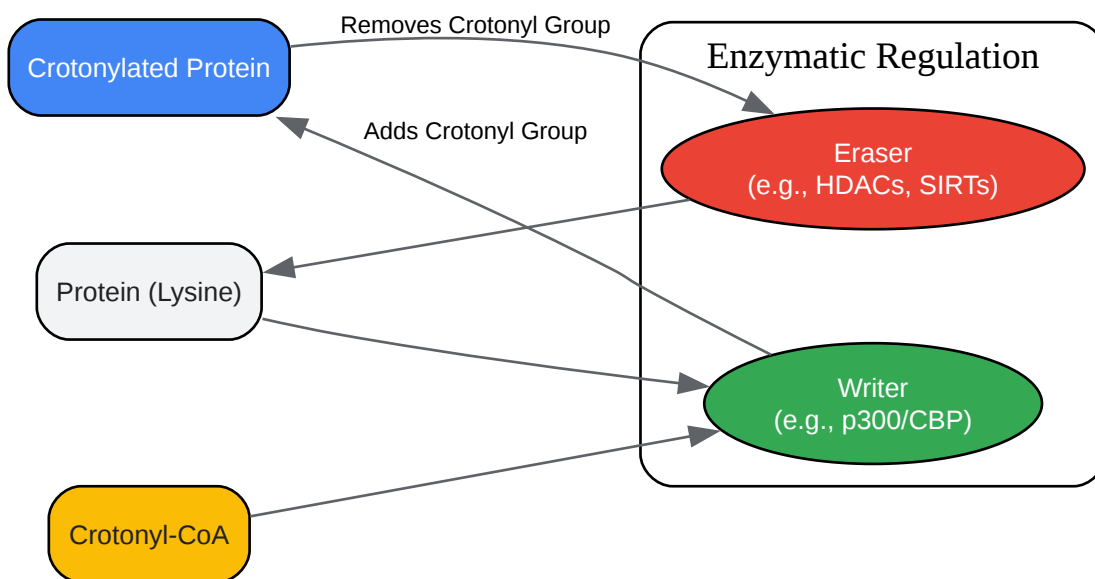 Removes Crotonyl Group
Crotonylated Protein
Enzymatic Regulation
Adds Crotonyl Group
Eraser
(e.g., HDACs, SIRTs)
Protein (Lysine)
Writer
(e.g., p300/CBP)
Crotonyl-CoA